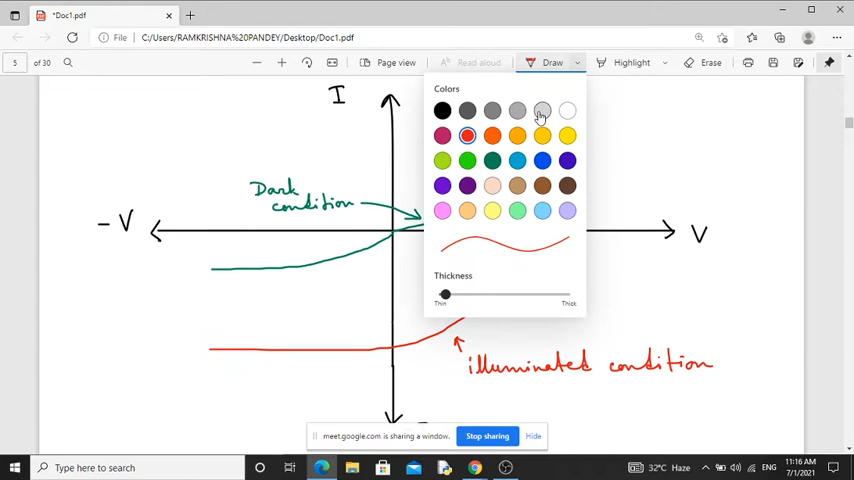 *Doc1.pdf
File C:/Users/RAMKRISHNA%20PANDEY/Desktop/Doc1.pdf
5 of 30 Page view Read aloud Draw Highlight Erase
Colors
I
Dark
condition
- V
V
Thickness
Thin Thick
illuminated condition
meet.google.com is sharing a window. Stop sharing Hide
Type here to search
32°C Haze ENG 11:16 AM
7/1/2021